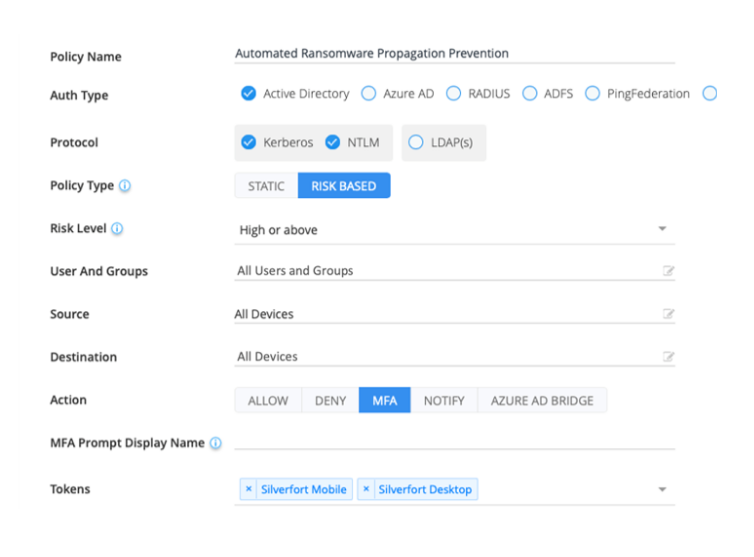 Policy Name Automated Ransomware Propagation Prevention
Auth Type Active Directory Azure AD RADIUS ADFS PingFederation
Protocol Kerberos NTLM LDAP(s)
Policy Type STATIC RISK BASED
Risk Level High or above
User And Groups All Users and Groups
Source All Devices
Destination All Devices
Action ALLOW DENY MFA NOTIFY AZURE AD BRIDGE
MFA Prompt Display Name
Tokens × Silverfort Mobile × Silverfort Desktop